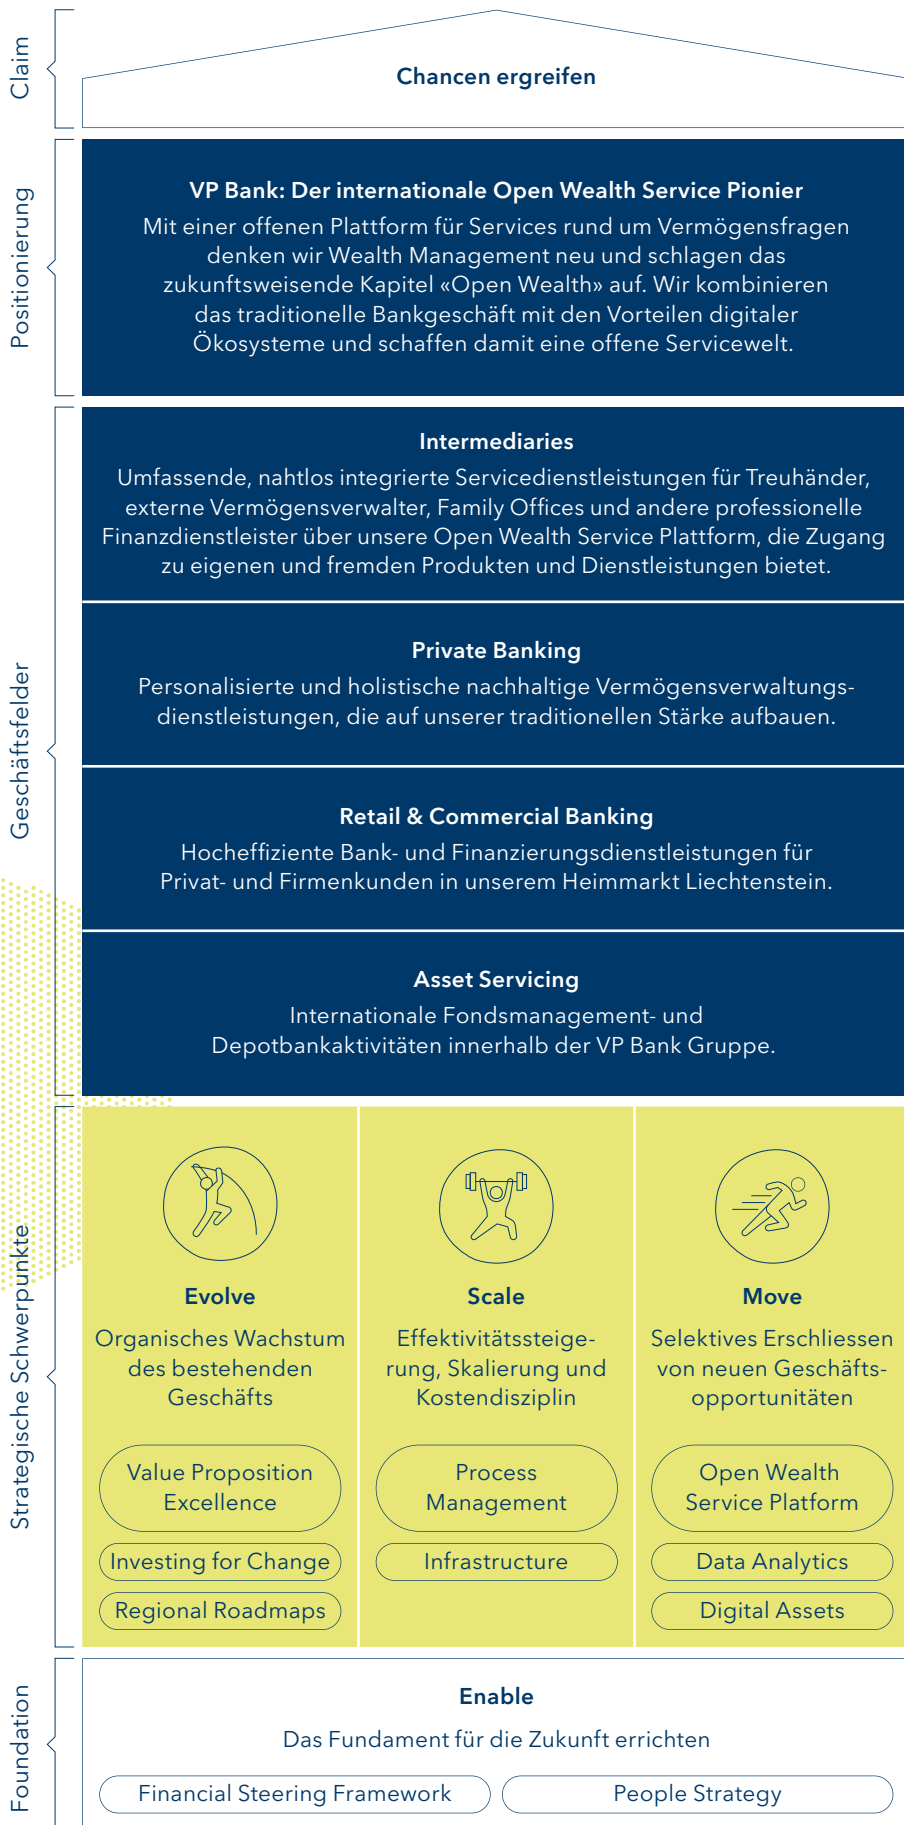 Claim
Chancen ergreifen
Positionierung
VP Bank: Der internationale Open Wealth Service Pionier
Mit einer offenen Plattform für Services rund um Vermögensfragen
denken wir Wealth Management neu und schlagen das
zukunftsweisende Kapitel «Open Wealth» auf. Wir kombinieren
das traditionelle Bankgeschäft mit den Vorteilen digitaler
Ökosysteme und schaffen damit eine offene Servicewelt.
Geschäftsfelder
Intermediaries
Umfassende, nahtlos integrierte Servicedienstleistungen für Treuhänder,
externe Vermögensverwalter, Family Offices und andere professionelle
Finanzdienstleister über unsere Open Wealth Service Plattform, die Zugang
zu eigenen und fremden Produkten und Dienstleistungen bietet.
Private Banking
Personalisierte und holistische nachhaltige Vermögensverwaltungs-
dienstleistungen, die auf unserer traditionellen Stärke aufbauen.
Retail & Commercial Banking
Hocheffiziente Bank- und Finanzierungsdienstleistungen für
Privat- und Firmenkunden in unserem Heimmarkt Liechtenstein.
Asset Servicing
Internationale Fondsmanagement- und
Depotbankaktivitäten innerhalb der VP Bank Gruppe.
Strategische Schwerpunkte
Evolve
Organisches Wachstum
des bestehenden
Geschäfts
Value Proposition
Excellence
Investing for Change
Regional Roadmaps
Scale
Effektivitätssteige-
rung, Skalierung und
Kostendisziplin
Process
Management
Infrastructure
Move
Selektives Erschliessen
von neuen Geschäfts-
opportunitäten
Open Wealth
Service Platform
Data Analytics
Digital Assets
Foundation
Enable
Das Fundament für die Zukunft errichten
Financial Steering Framework
People Strategy